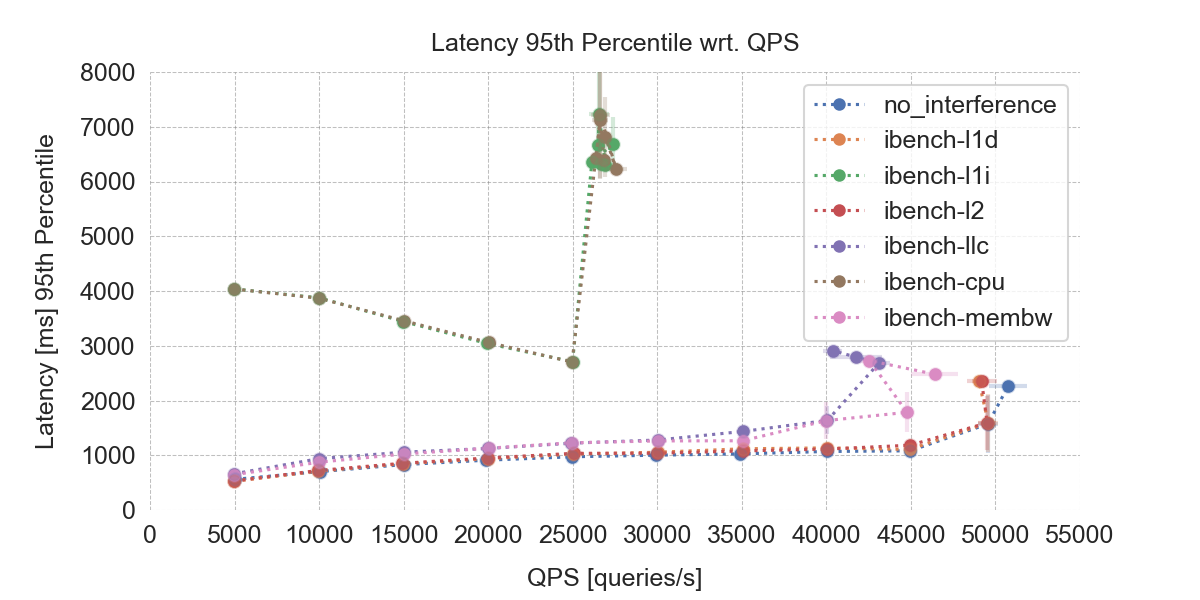 Latency 95th Percentile wrt. QPS
Latency [ms] 95th Percentile
8000
7000
6000
5000
4000
3000
2000
1000
0
0 5000 10000 15000 20000 25000 30000 35000 40000 45000 50000 55000
QPS [queries/s]
no_interference
ibench-l1d
ibench-l1i
ibench-l2
ibench-llc
ibench-cpu
ibench-membw